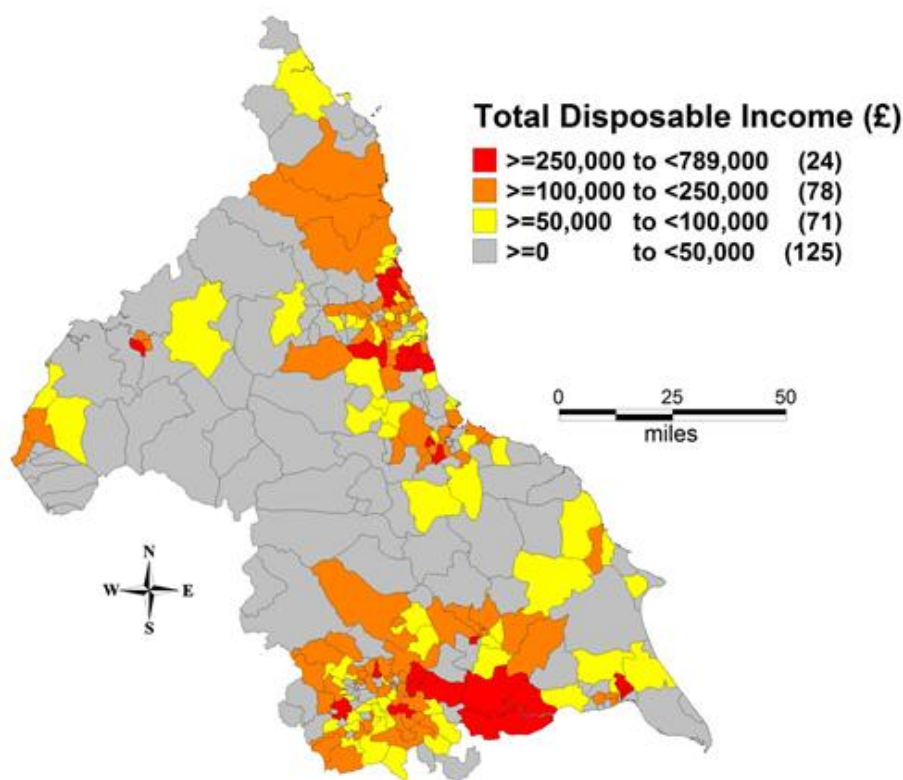 Total Disposable Income (£)
>=250,000 to <789,000 (24)
>=100,000 to <250,000 (78)
>=50,000 to <100,000 (71)
>=0 to <50,000 (125)
0 25 50
miles
N
W E
S